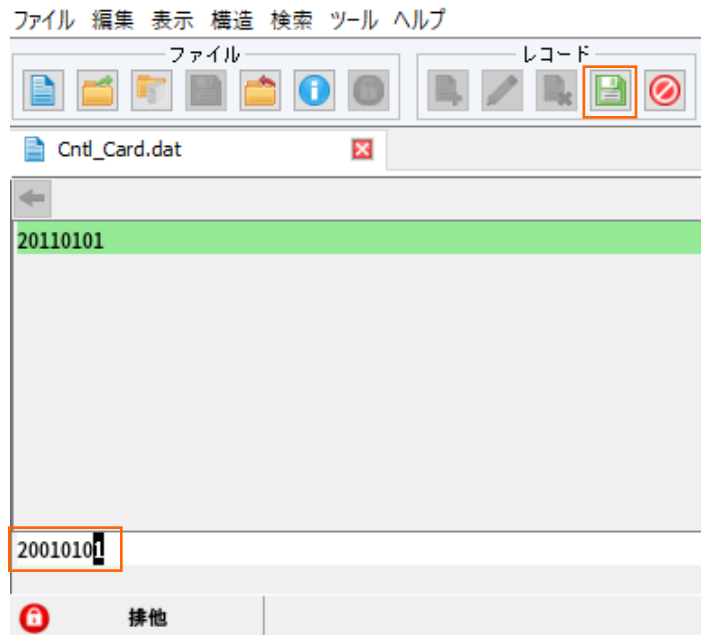 ファイル 編集 表示 構造 検索 ツール ヘルプ
ファイル レコード
Cntl_Card.dat
20110101
20010101
排他